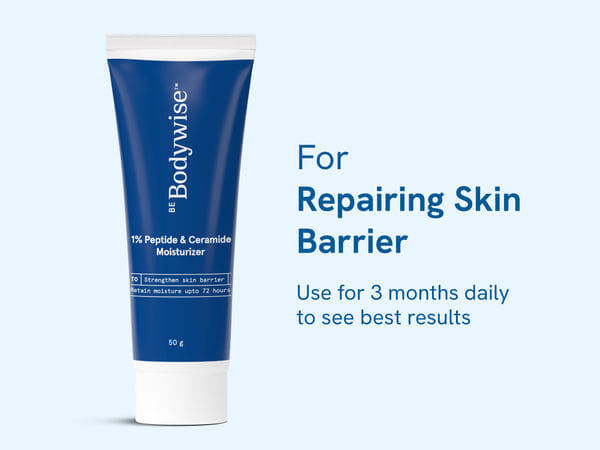 BE Bodywise™
1% Peptide & Ceramide
Moisturizer
TO Strengthen skin barrier
Retain moisture upto 72 hours
50 g
For
Repairing Skin
Barrier
Use for 3 months daily
to see best results